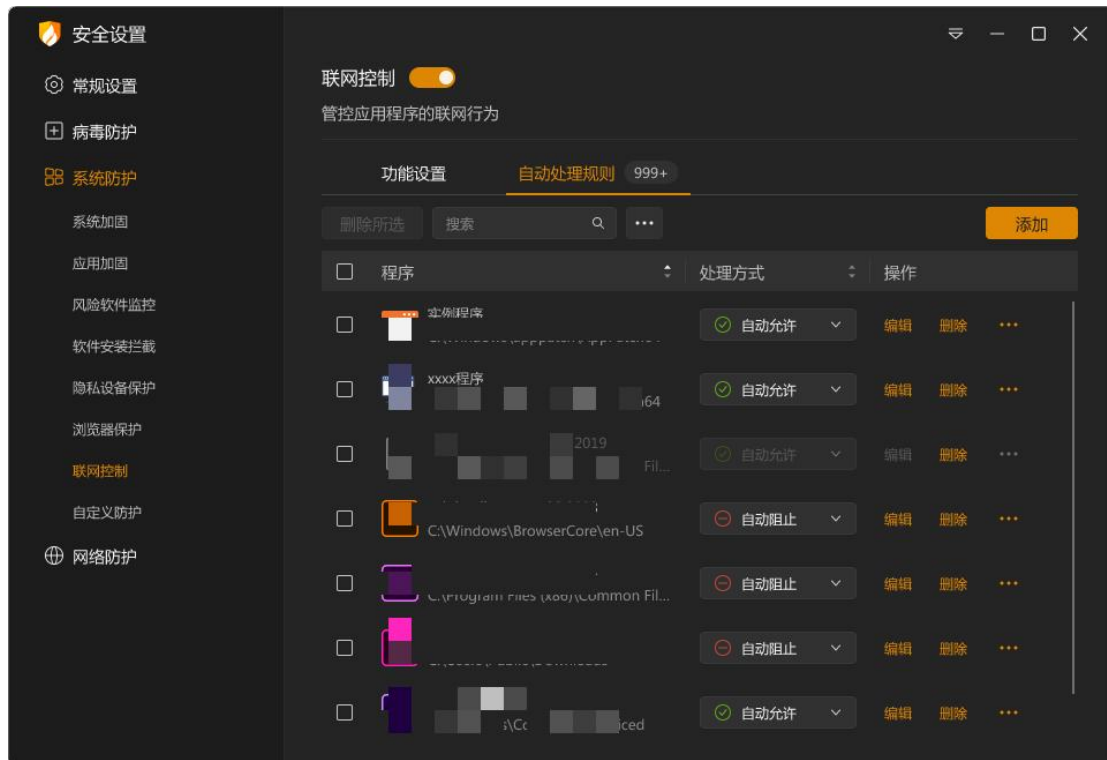 安全设置
常规设置
病毒防护
系统防护
系统加固
应用加固
风险软件监控
软件安装拦截
隐私设备保护
浏览器保护
联网控制
自定义防护
网络防护
联网控制
管控应用程序的联网行为
功能设置 自动处理规则 999+
删除所选 搜索 ••• 添加
程序 处理方式 操作
实例程序
自动允许 编辑 删除 •••
xxxx程序
64
自动允许 编辑 删除 •••
2019
Fil...
自动允许 编辑 删除 •••
C:\Windows\BrowserCore\en-US
自动阻止 编辑 删除 •••
C:\Program Files (x86)\Common Fil...
自动阻止 编辑 删除 •••
自动阻止 编辑 删除 •••
iced
自动允许 编辑 删除 •••